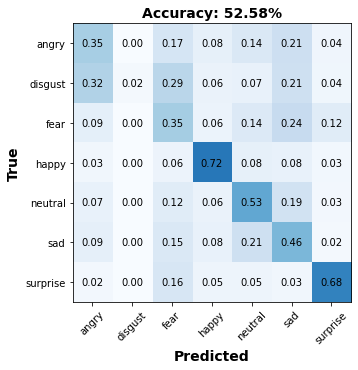 Accuracy: 52.58%
True
angry 0.35 0.00 0.17 0.08 0.14 0.21 0.04
disgust 0.32 0.02 0.29 0.06 0.07 0.21 0.04
fear 0.09 0.00 0.35 0.06 0.14 0.24 0.12
happy 0.03 0.00 0.06 0.72 0.08 0.08 0.03
neutral 0.07 0.00 0.12 0.06 0.53 0.19 0.03
sad 0.09 0.00 0.15 0.08 0.21 0.46 0.02
surprise 0.02 0.00 0.16 0.05 0.05 0.03 0.68
angry disgust fear happy neutral sad surprise
Predicted